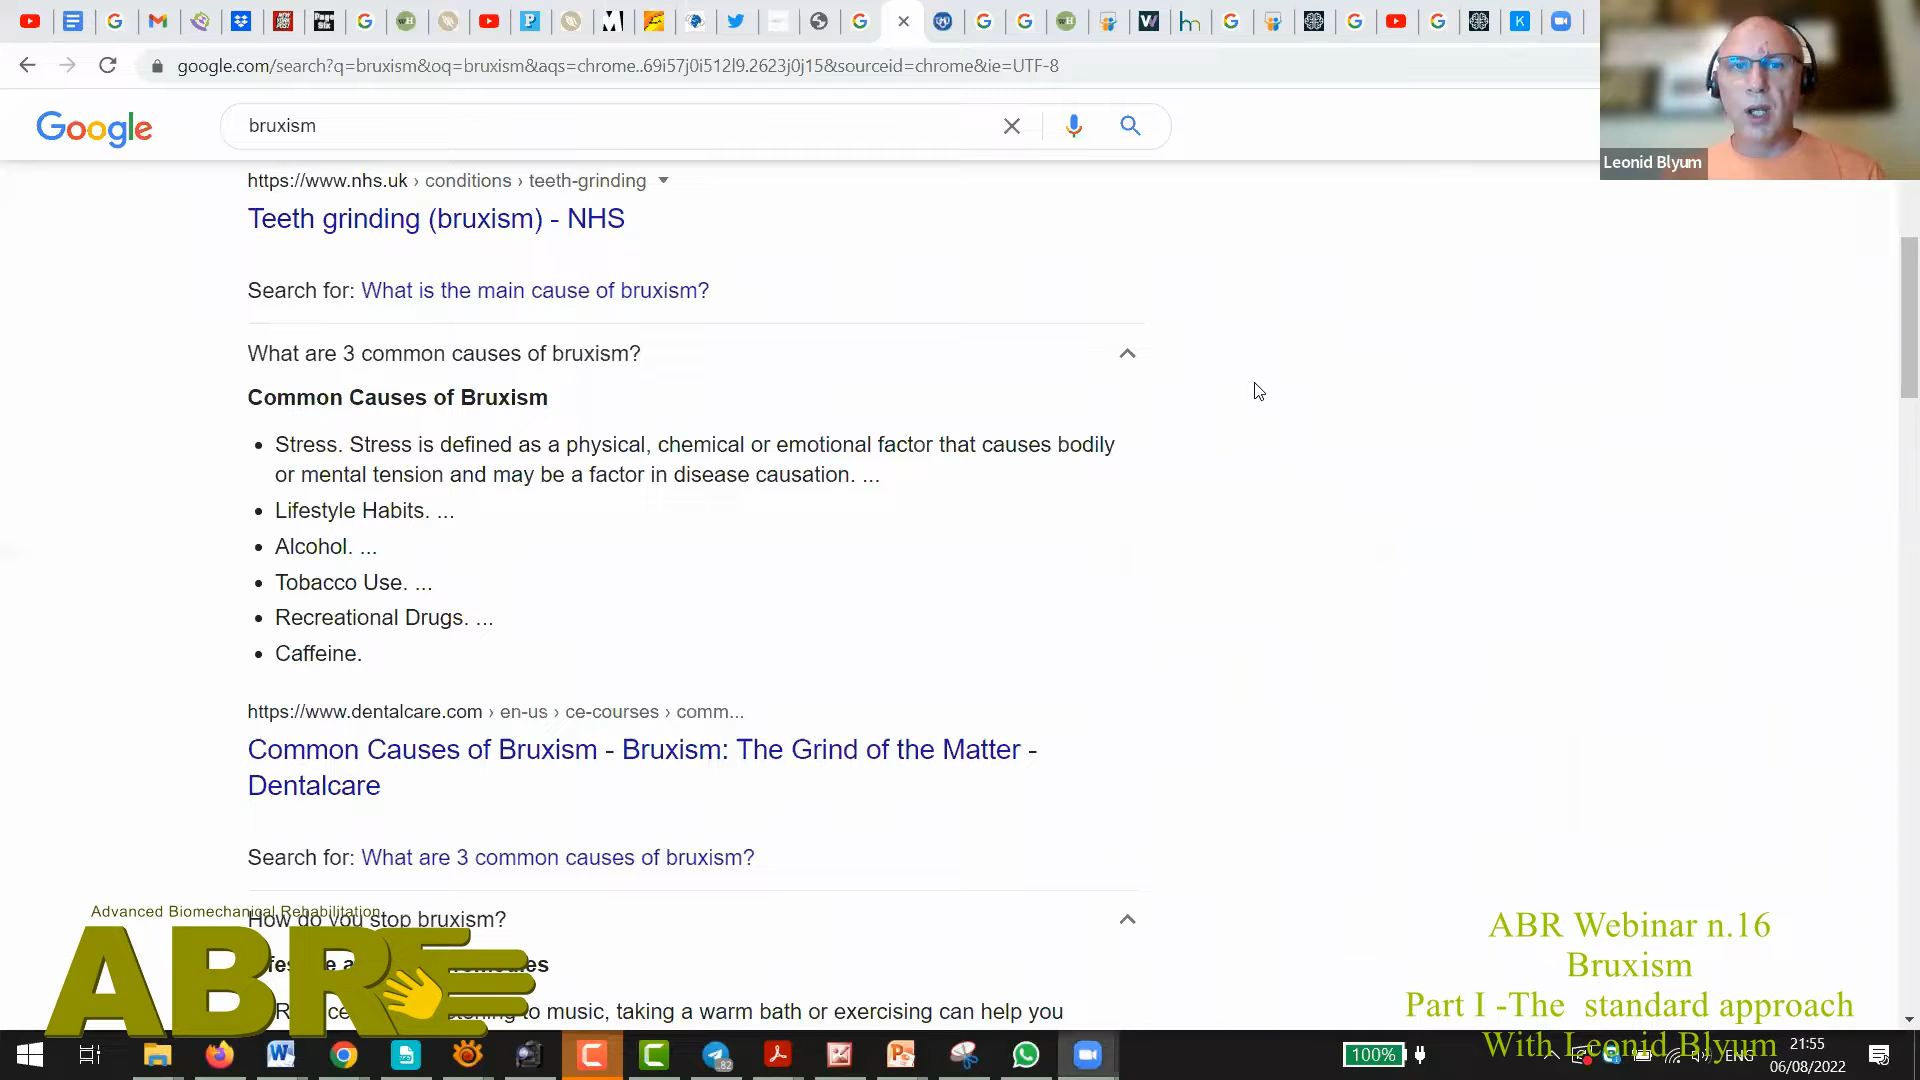 google.com/search?q=bruxism&oq=bruxism&aqs=chrome..69i57j0i512l9.2623j0j15&sourceid=chrome&ie=UTF-8
Google
bruxism
Leonid Blyum
https://www.nhs.uk › conditions › teeth-grinding
Teeth grinding (bruxism) - NHS
Search for: What is the main cause of bruxism?
What are 3 common causes of bruxism?
Common Causes of Bruxism
• Stress. Stress is defined as a physical, chemical or emotional factor that causes bodily
or mental tension and may be a factor in disease causation. ...
• Lifestyle Habits. ...
• Alcohol. ...
• Tobacco Use. ...
• Recreational Drugs. ...
• Caffeine.
https://www.dentalcare.com › en-us › ce-courses › comm...
Common Causes of Bruxism - Bruxism: The Grind of the Matter -
Dentalcare
Search for: What are 3 common causes of bruxism?
Advanced Biomechanical Rehabilitation
How do you stop bruxism?
ABR
to music, taking a warm bath or exercising can help you
ABR Webinar n.16
Bruxism
Part I -The standard approach
With Leonid Blyum
100%
ENG
21:55
06/08/2022